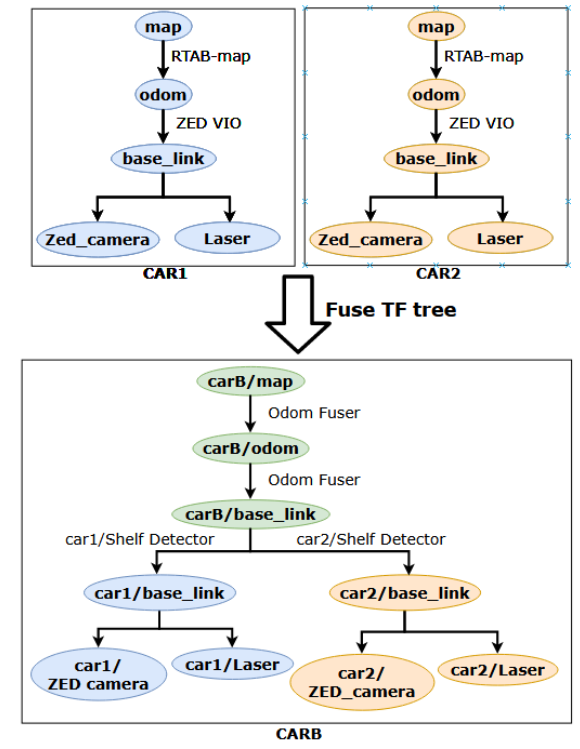 map
RTAB-map
odom
ZED VIO
base_link
Zed_camera
Laser
CAR1
map
RTAB-map
odom
ZED VIO
base_link
Zed_camera
Laser
CAR2
Fuse TF tree
carB/map
Odom Fuser
carB/odom
Odom Fuser
carB/base_link
car1/Shelf Detector
car2/Shelf Detector
car1/base_link
car2/base_link
car1/
ZED camera
car1/Laser
car2/
ZED_camera
car2/Laser
CARB